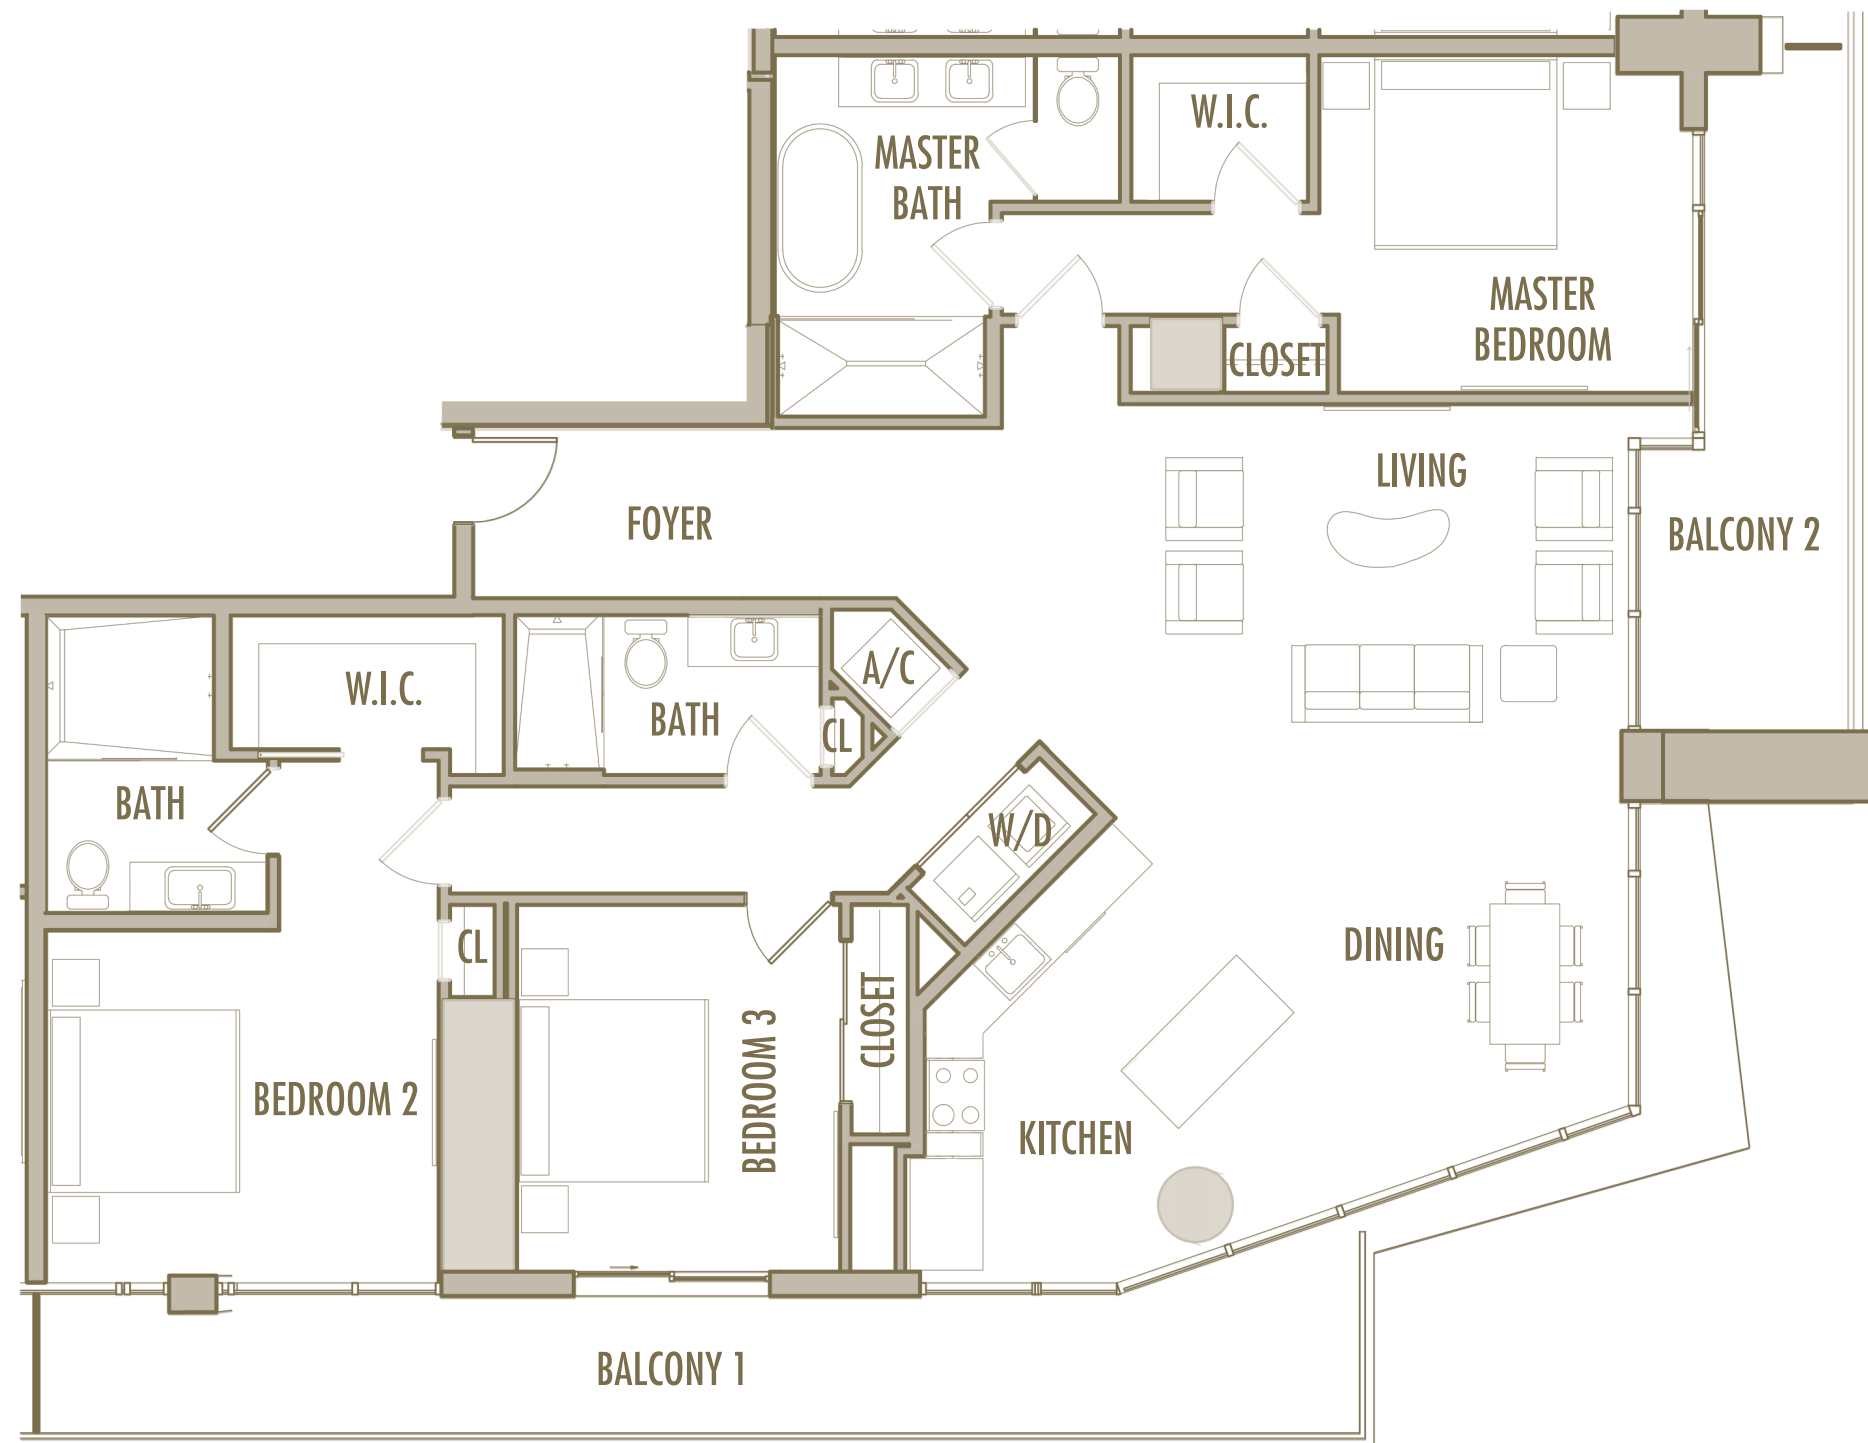 W.I.C.
MASTER
BATH
MASTER
BEDROOM
CLOSET
LIVING
FOYER
BALCONY 2
A/C
W.I.C.
BATH
CL
BATH
W/D
DINING
CL
CLOSET
BEDROOM 3
BEDROOM 2
KITCHEN
BALCONY 1